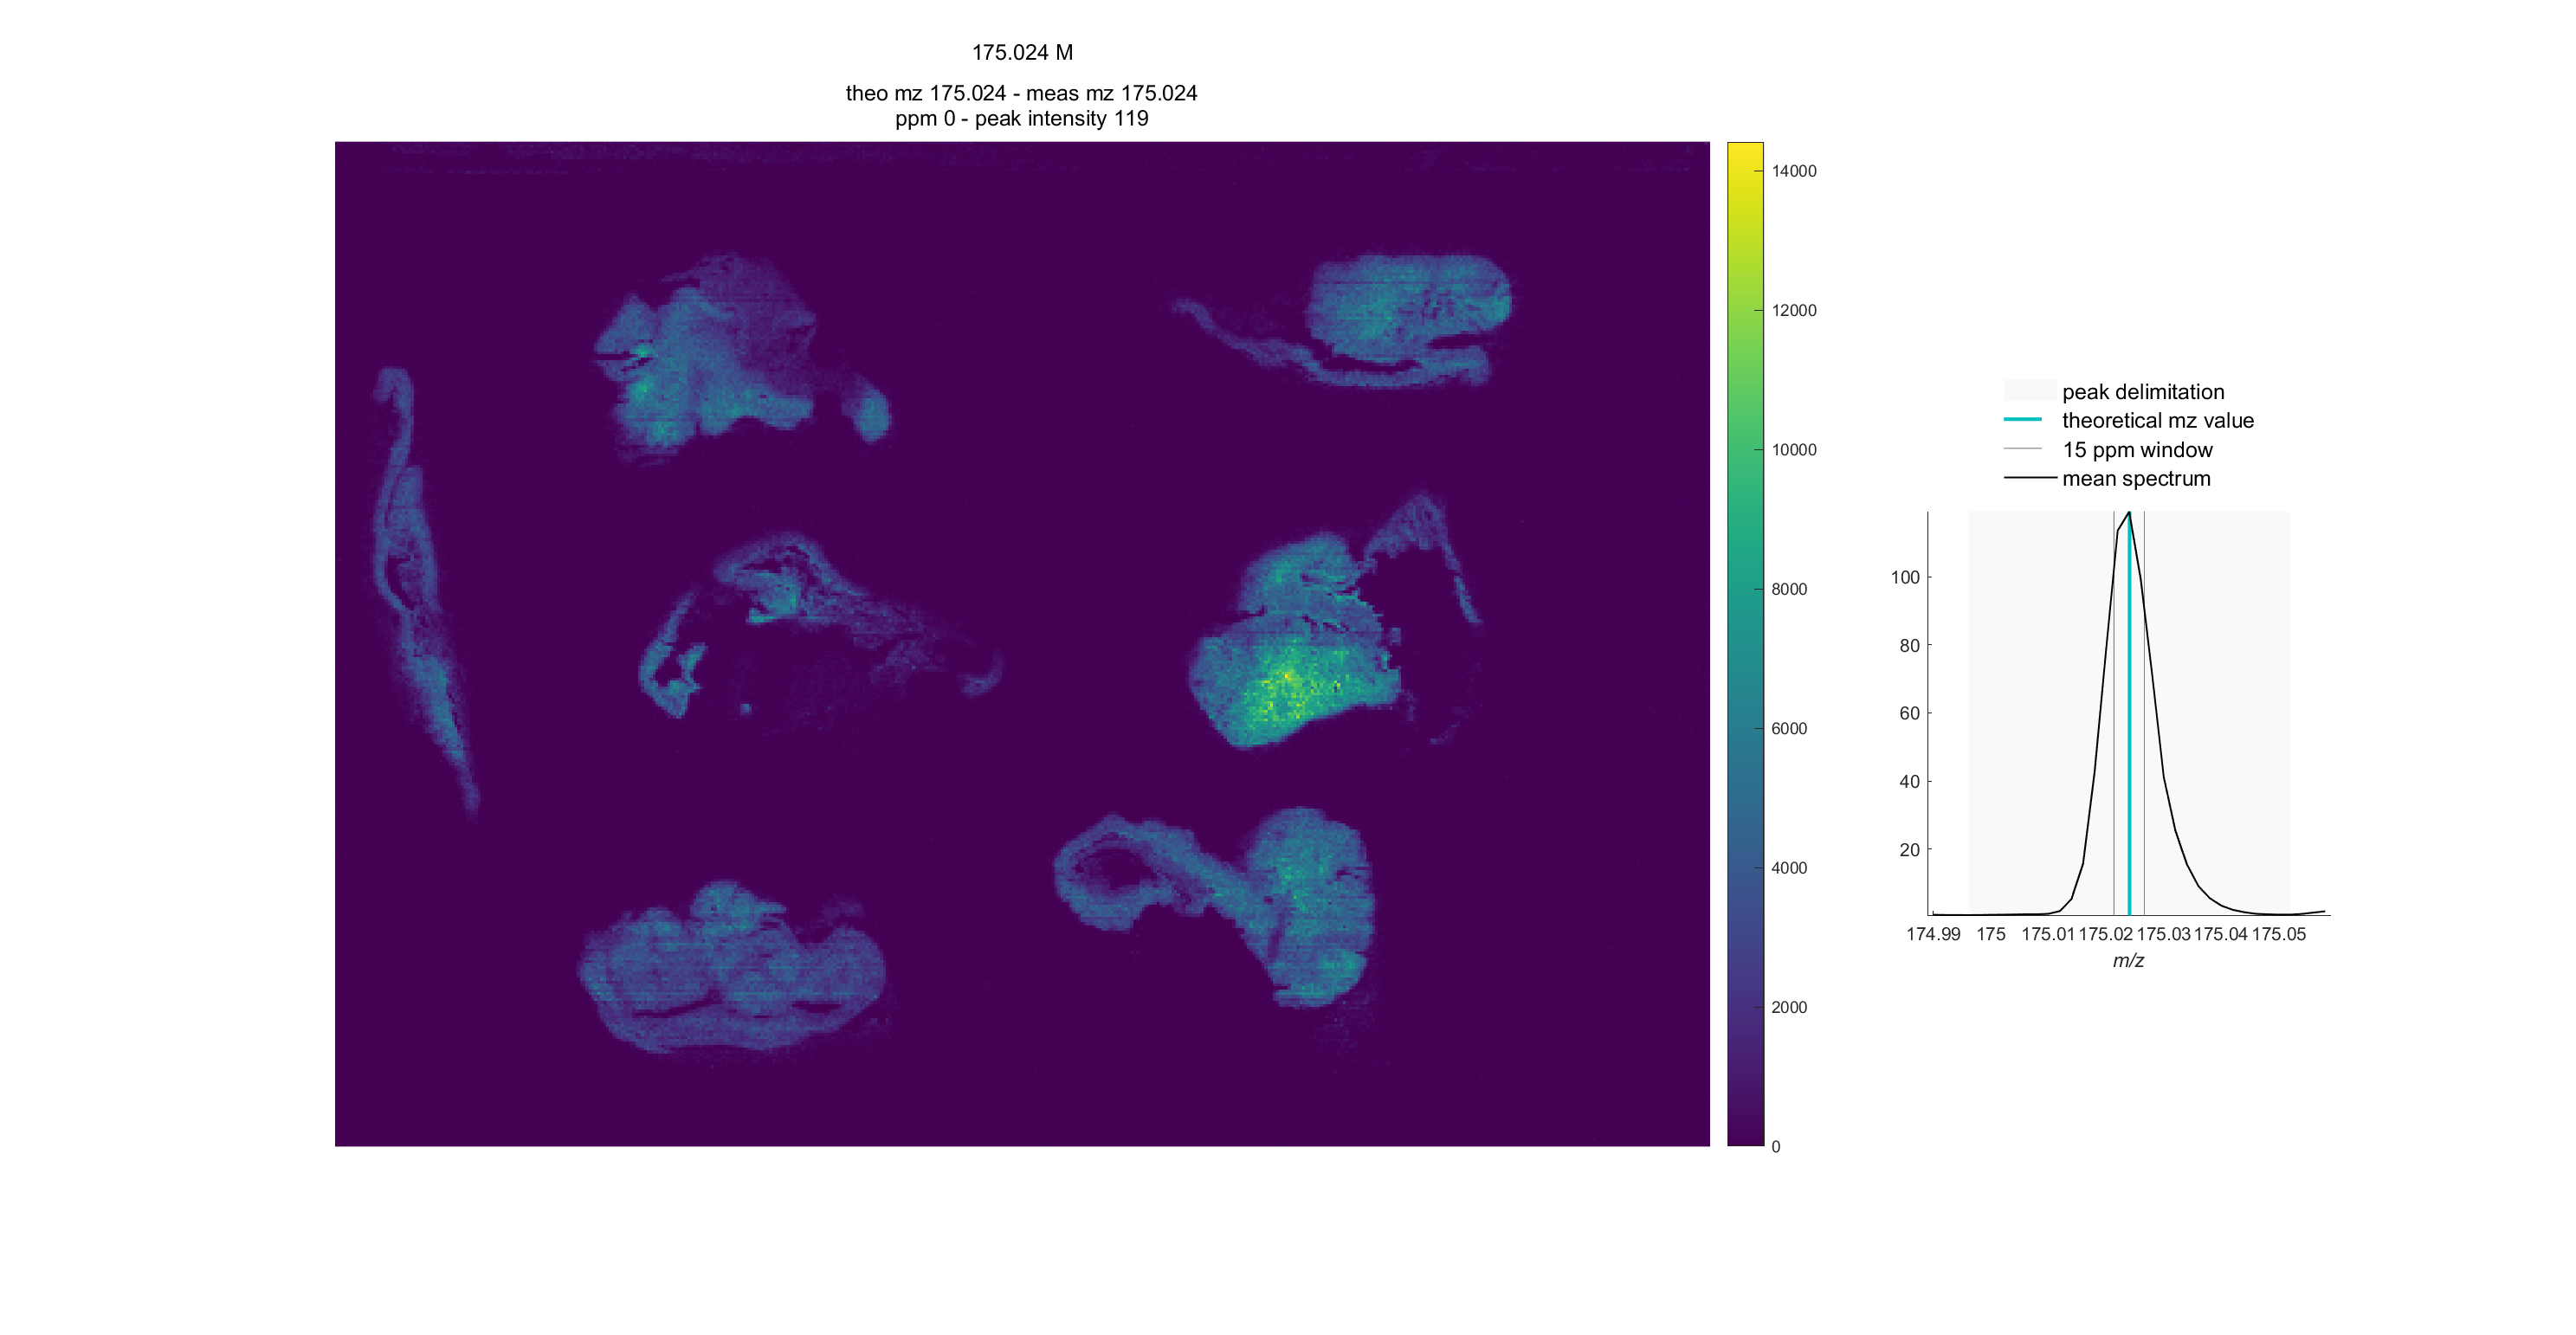 175.024 M
theo mz 175.024 - meas mz 175.024
ppm 0 - peak intensity 119
14000
12000
10000
8000
6000
4000
2000
0
peak delimitation
theoretical mz value
15 ppm window
mean spectrum
100
80
60
40
20
174.99 175 175.01 175.02 175.03 175.04 175.05
m/z